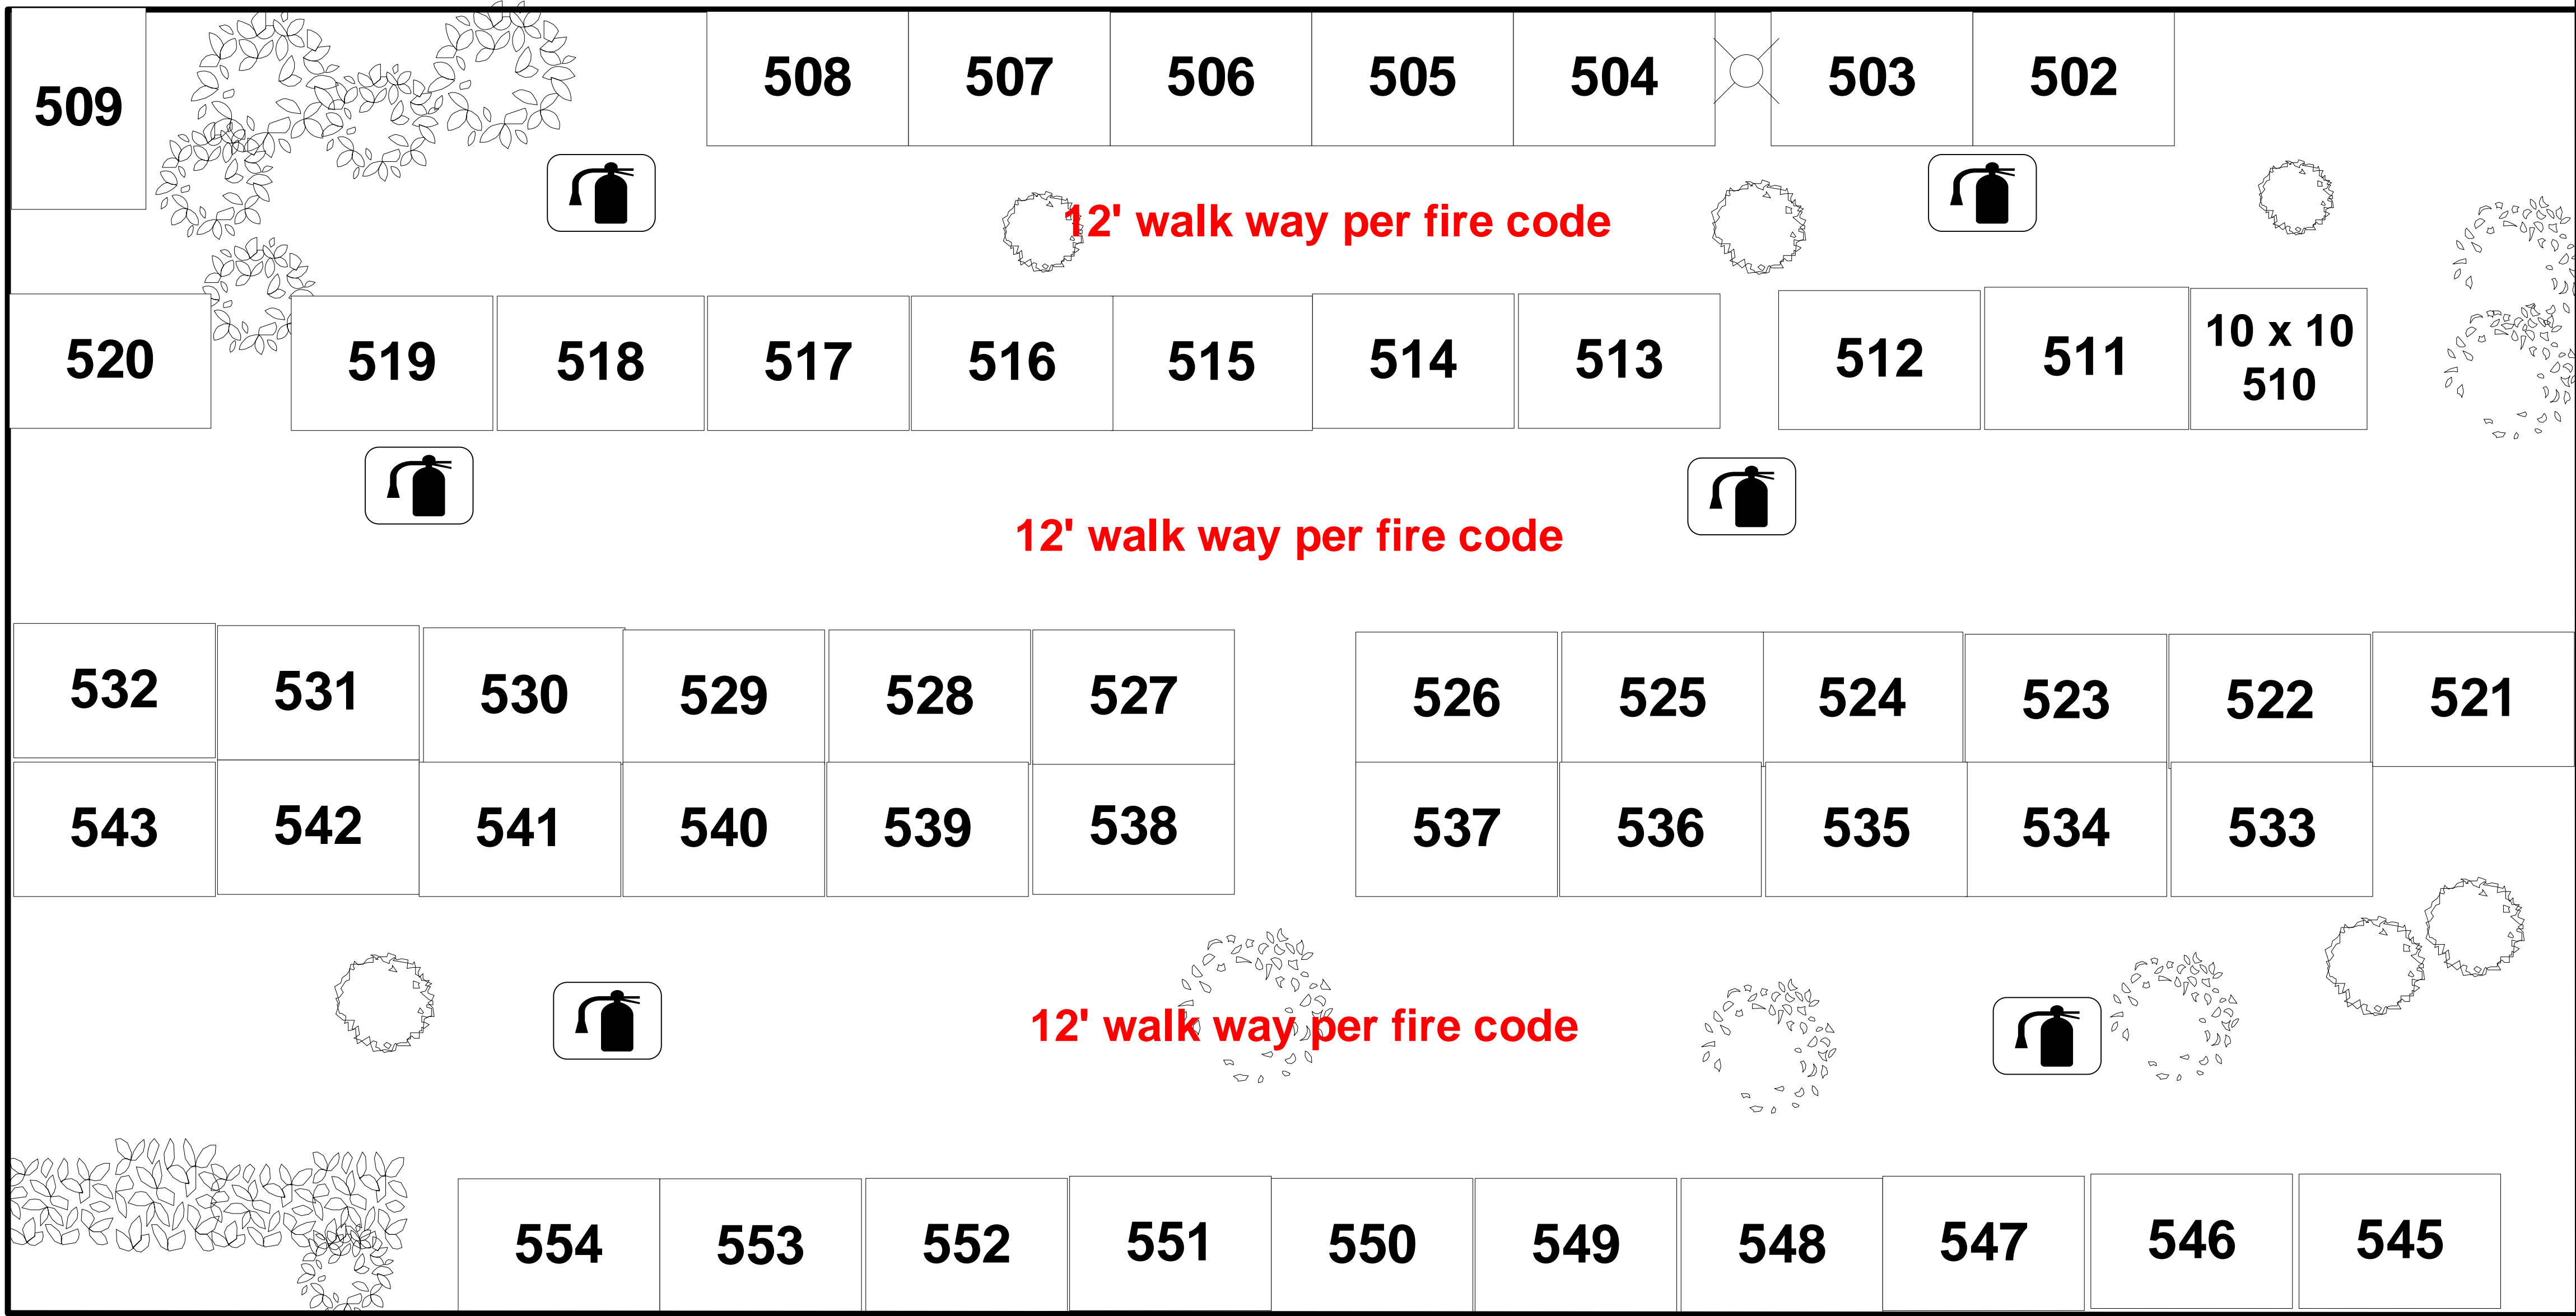 508 507 506 505 504 503 502
509
12' walk way per fire code
520 519 518 517 516 515 514 513 512 511 10 x 10
510
12' walk way per fire code
532 531 530 529 528 527 526 525 524 523 522 521
543 542 541 540 539 538 537 536 535 534 533
12' walk way per fire code
554 553 552 551 550 549 548 547 546 545